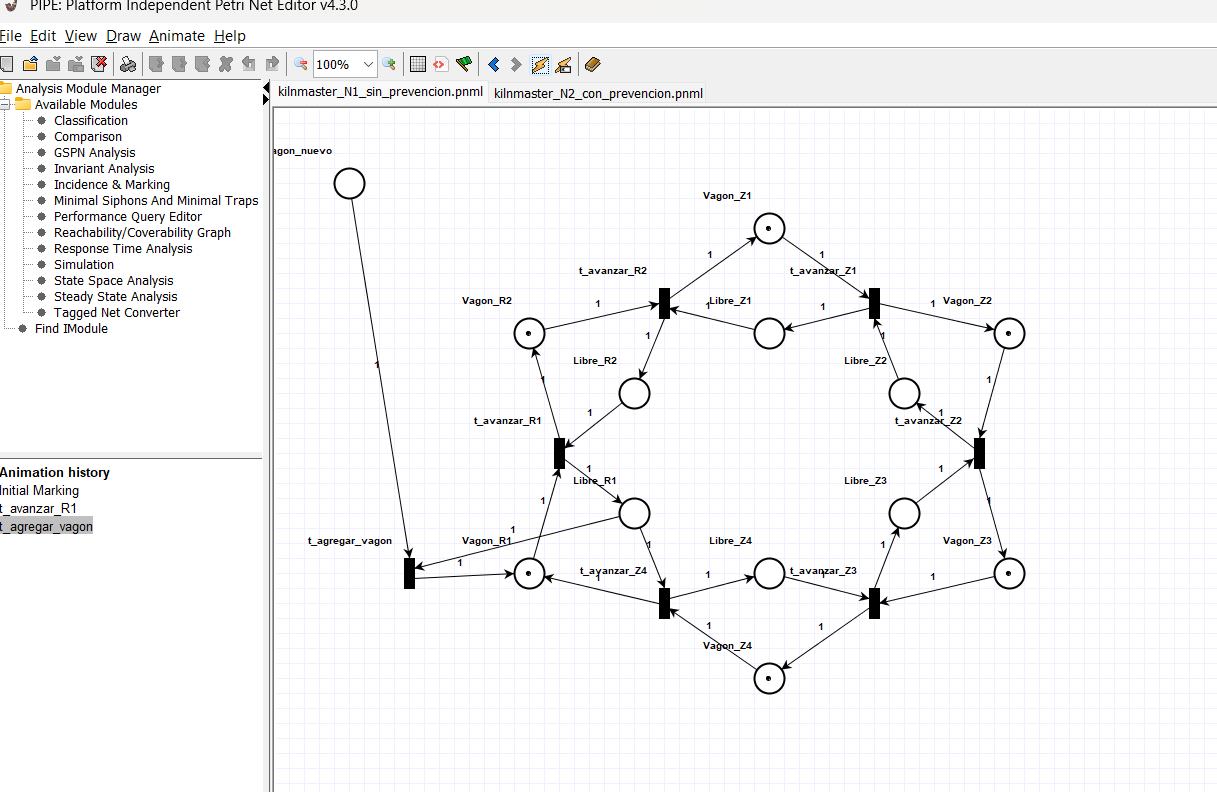 PIPE: Platform Independent Petri Net Editor v4.3.0
File Edit View Draw Animate Help
100%
kilnmaster_N1_sin_prevencion.pnml
kilnmaster_N2_con_prevencion.pnml
Analysis Module Manager
Available Modules
Classification
Comparison
GSPN Analysis
Invariant Analysis
Incidence & Marking
Minimal Siphons And Minimal Traps
Performance Query Editor
Reachability/Coverability Graph
Response Time Analysis
Simulation
State Space Analysis
Steady State Analysis
Tagged Net Converter
Find IModule
Animation history
Initial Marking
t_avanzar_R1
t_agregar_vagon
agon_nuevo
Vagon_Z1
1
1
t_avanzar_R2
t_avanzar_Z1
Vagon_R2
1
Libre_Z1
1
1
1
Vagon_Z2
1
Libre_R2
Libre_Z2
1
1
1
1
1
1
t_avanzar_R1
t_avanzar_Z2
1
1
Libre_R1
Libre_Z3
1
1
1
t_agregar_vagon
Vagon_R1
Libre_Z4
Vagon_Z3
1
1
1
t_avanzar_Z4
t_avanzar_Z3
1
1
1
1
1
1
Vagon_Z4